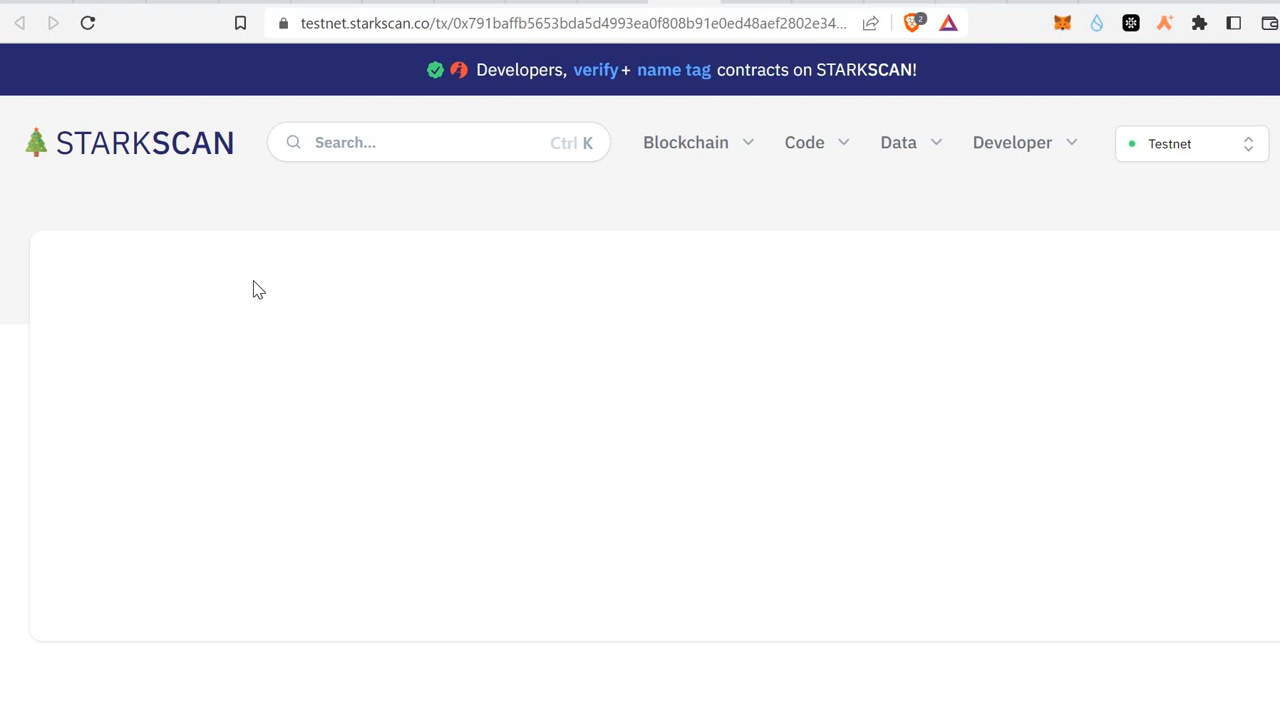 testnet.starkscan.co/tx/0x791baffb5653bda5d4993ea0f808b91e0ed48aef2802e34...
2
Developers, verify + name tag contracts on STARKSCAN!
STARKSCAN
Search...
Ctrl K
Blockchain
Code
Data
Developer
Testnet